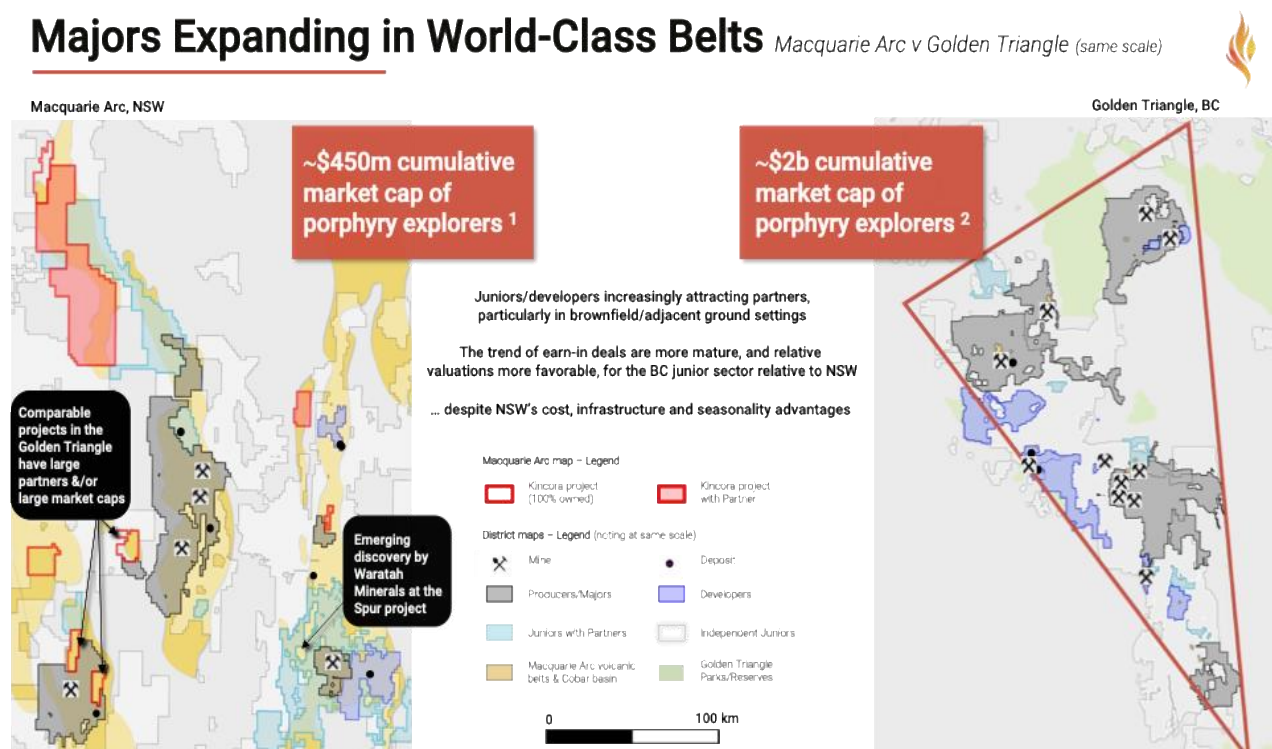 Majors Expanding in World-Class Belts Macquarie Arc v Golden Triangle (same scale)
Macquarie Arc, NSW
Golden Triangle, BC
~$450m cumulative
market cap of
porphyry explorers 1
~$2b cumulative
market cap of
porphyry explorers 2
Juniors/developers increasingly attracting partners,
particularly in brownfield/adjacent ground settings
The trend of earn-in deals are more mature, and relative
valuations more favorable, for the BC junior sector relative to NSW
... despite NSW's cost, infrastructure and seasonality advantages
Comparable
projects in the
Golden Triangle
have large
partners &/or
large market caps
Emerging
discovery by
Waratah
Minerals at the
Spur project
Macquarie Arc map – Legend
Kincora project
(100% owned)
Kincora project
with Partner
District maps – Legend (noting at same scale)
Mine
Deposit
Producers/Majors
Developers
Juniors with Partners
Independent Juniors
Macquarie Arc volcanic
belts & Cobar basin
Golden Triangle
Parks/Reserves
0
100 km